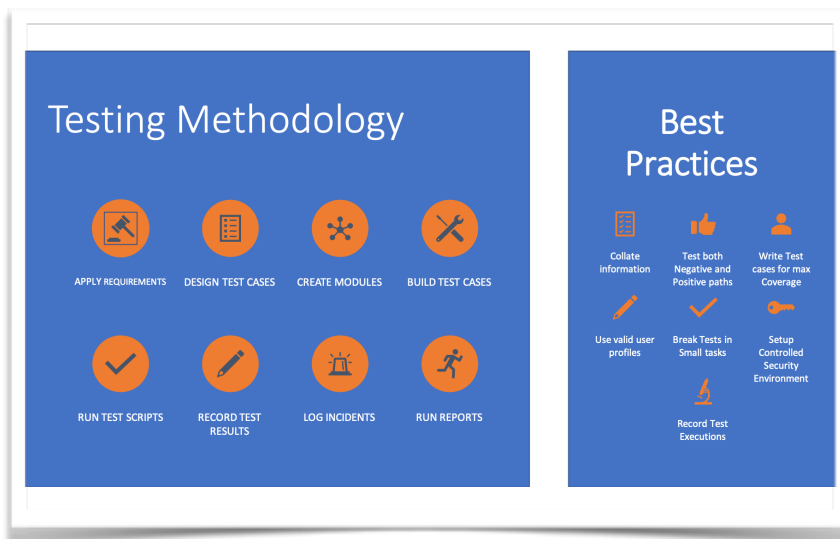 Testing Methodology
APPLY REQUIREMENTS
DESIGN TEST CASES
CREATE MODULES
BUILD TEST CASES
RUN TEST SCRIPTS
RECORD TEST
RESULTS
LOG INCIDENTS
RUN REPORTS
Best
Practices
Collate
information
Test both
Negative and
Positive paths
Write Test
cases for max
Coverage
Use valid user
profiles
Break Tests in
Small tasks
Setup
Controlled
Security
Environment
Record Test
Executions